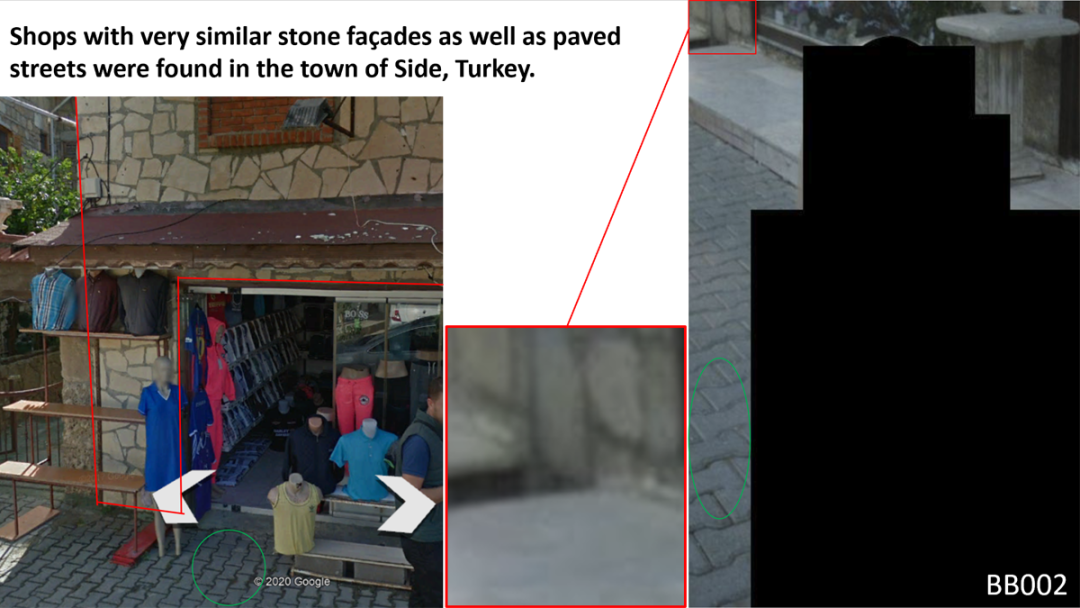 Shops with very similar stone façades as well as paved
streets were found in the town of Side, Turkey.
© 2020 Google
BB002